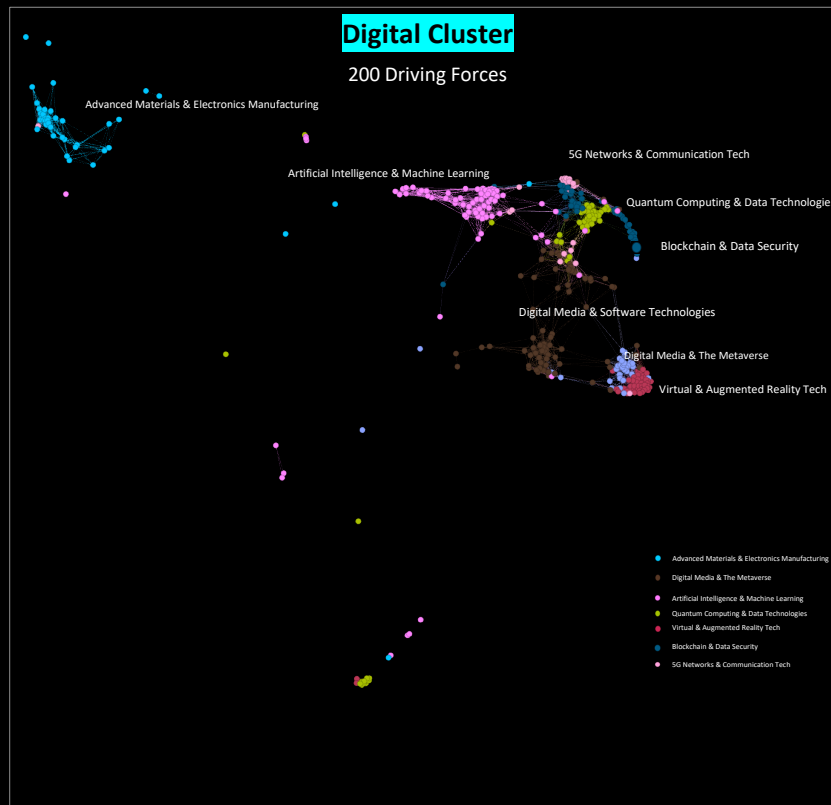 Digital Cluster
200 Driving Forces
Advanced Materials & Electronics Manufacturing
5G Networks & Communication Tech
Artificial Intelligence & Machine Learning
Quantum Computing & Data Technologie
Blockchain & Data Security
Digital Media & Software Technologies
Digital Media & The Metaverse
Virtual & Augmented Reality Tech
Advanced Materials & Electronics Manufacturing
Digital Media & The Metaverse
Artificial Intelligence & Machine Learning
Quantum Computing & Data Technologies
Virtual & Augmented Reality Tech
Blockchain & Data Security
5G Networks & Communication Tech